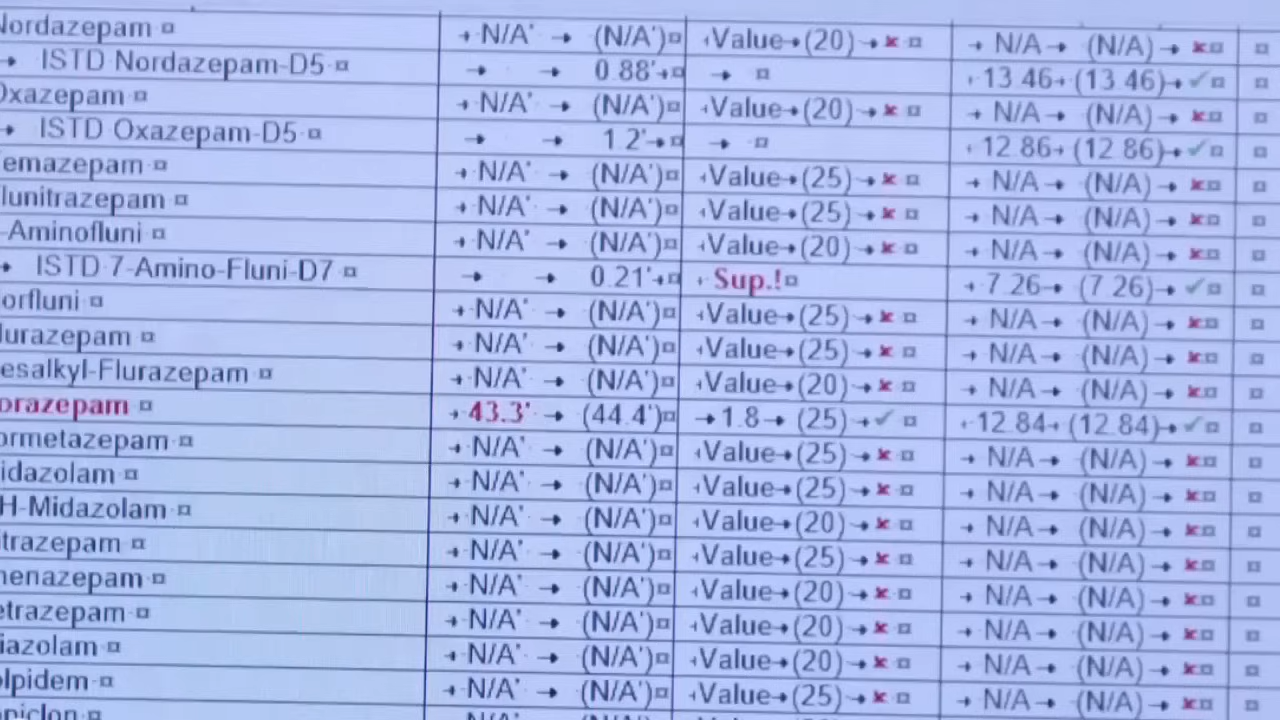 Nordazepam ¤ → N/A' → (N/A')¤ →Value→(20)→× ¤ → N/A→ (N/A)→ ×¤ ¤
→ ISTD Nordazepam-D5 ¤ → → 0.88'→¤ → ¤ → 13.46→ (13.46)→✓¤ ¤
Oxazepam ¤ → N/A' → (N/A')¤ →Value→(20)→× ¤ → N/A→ (N/A)→ ×¤ ¤
→ ISTD Oxazepam-D5 ¤ → → 1.2'→¤ → ¤ → 12.86→ (12.86)→✓¤ ¤
emazepam ¤ → N/A' → (N/A')¤ →Value→(25)→× ¤ → N/A→ (N/A)→ ×¤ ¤
lunitrazepam ¤ → N/A' → (N/A')¤ →Value→(25)→× ¤ → N/A→ (N/A)→ ×¤ ¤
-Aminofluni ¤ → N/A' → (N/A')¤ →Value→(20)→× ¤ → N/A→ (N/A)→ ×¤ ¤
→ ISTD 7-Amino-Fluni-D7 ¤ → → 0.21'→¤ → Sup.!¤ → 7.26→ (7.26)→✓¤ ¤
orfluni ¤ → N/A' → (N/A')¤ →Value→(25)→× ¤ → N/A→ (N/A)→ ×¤ ¤
lurazepam ¤ → N/A' → (N/A')¤ →Value→(25)→× ¤ → N/A→ (N/A)→ ×¤ ¤
esalkyl-Flurazepam ¤ → N/A' → (N/A')¤ →Value→(20)→× ¤ → N/A→ (N/A)→ ×¤ ¤
orazepam ¤ → 43.3' → (44.4')¤ →1.8→ (25)→✓ ¤ → 12.84→ (12.84)→✓¤ ¤
ormetazepam ¤ → N/A' → (N/A')¤ →Value→(25)→× ¤ → N/A→ (N/A)→ ×¤ ¤
idazolam ¤ → N/A' → (N/A')¤ →Value→(25)→× ¤ → N/A→ (N/A)→ ×¤ ¤
H-Midazolam ¤ → N/A' → (N/A')¤ →Value→(20)→× ¤ → N/A→ (N/A)→ ×¤ ¤
itrazepam ¤ → N/A' → (N/A')¤ →Value→(25)→× ¤ → N/A→ (N/A)→ ×¤ ¤
henazepam ¤ → N/A' → (N/A')¤ →Value→(20)→× ¤ → N/A→ (N/A)→ ×¤ ¤
etrazepam ¤ → N/A' → (N/A')¤ →Value→(20)→× ¤ → N/A→ (N/A)→ ×¤ ¤
iazolam ¤ → N/A' → (N/A')¤ →Value→(20)→× ¤ → N/A→ (N/A)→ ×¤ ¤
olpidem ¤ → N/A' → (N/A')¤ →Value→(25)→× ¤ → N/A→ (N/A)→ ×¤ ¤
opiclon ¤